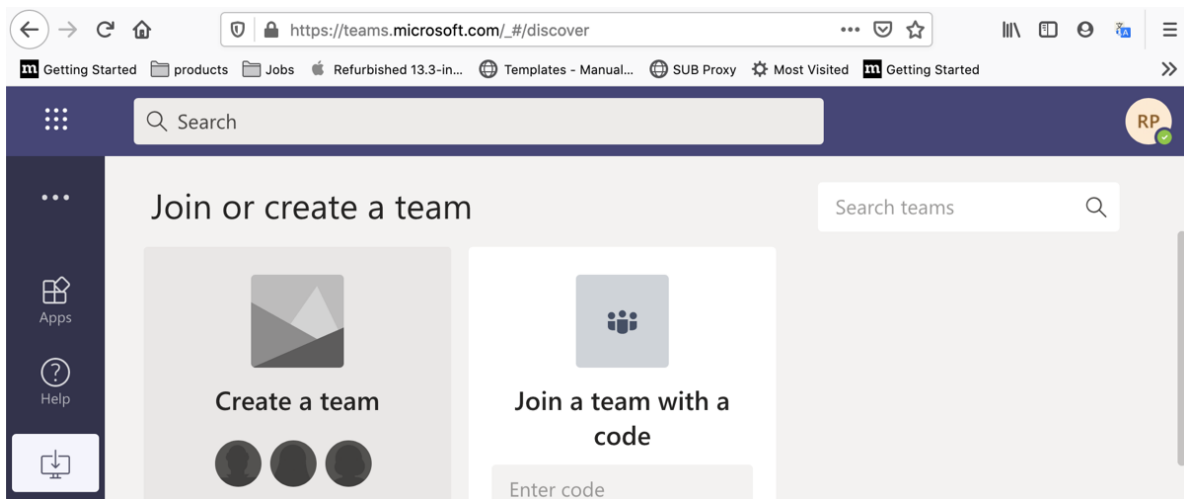 https://teams.microsoft.com/_#/discover
m Getting Started products Jobs Refurbished 13.3-in... Templates - Manual... SUB Proxy Most Visited m Getting Started
Search
RP
Join or create a team
Search teams
Apps
Help
Create a team
Join a team with a
code
Enter code